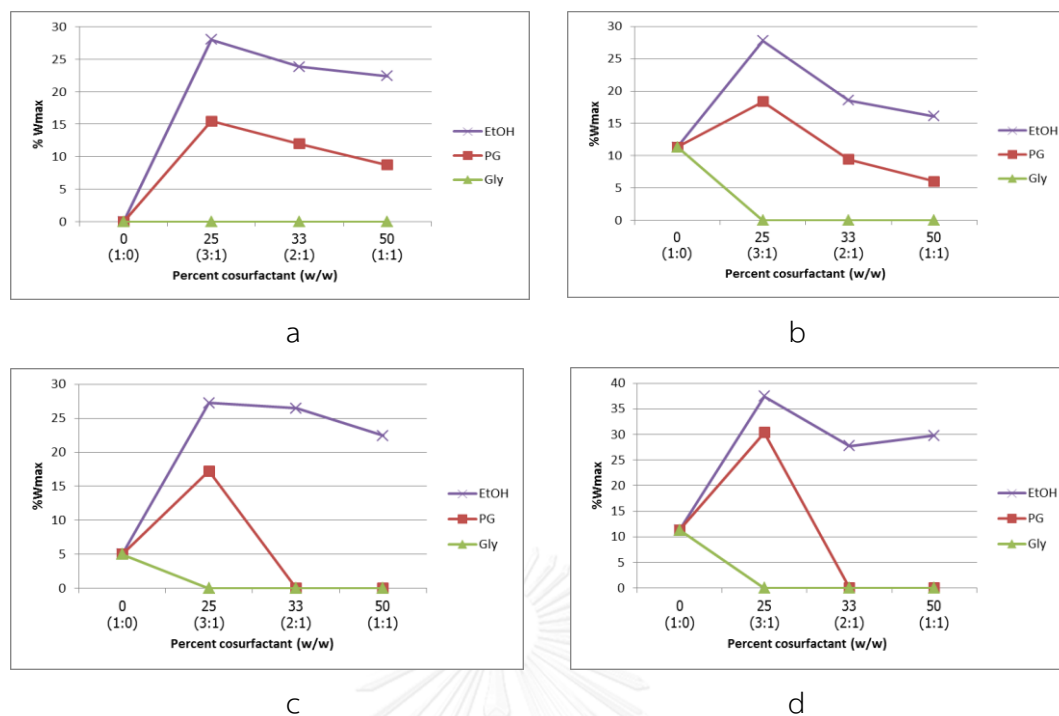 30
25
20
15
10
5
0
% Wmax
0 25 33 50
(1:0) (3:1) (2:1) (1:1)
Percent cosurfactant (w/w)
EtOH
PG
Gly
a
30
25
20
15
10
5
0
%Wmax
0 25 33 50
(1:0) (3:1) (2:1) (1:1)
Percent cosurfactant (w/w)
EtOH
PG
Gly
b
30
25
20
15
10
5
0
%Wmax
0 25 33 50
(1:0) (3:1) (2:1) (1:1)
Percent cosurfactant (w/w)
EtOH
PG
Gly
c
40
35
30
25
20
15
10
5
0
%Wmax
0 25 33 50
(1:0) (3:1) (2:1) (1:1)
Percent cosurfactant (w/w)
EtOH
PG
Gly
d